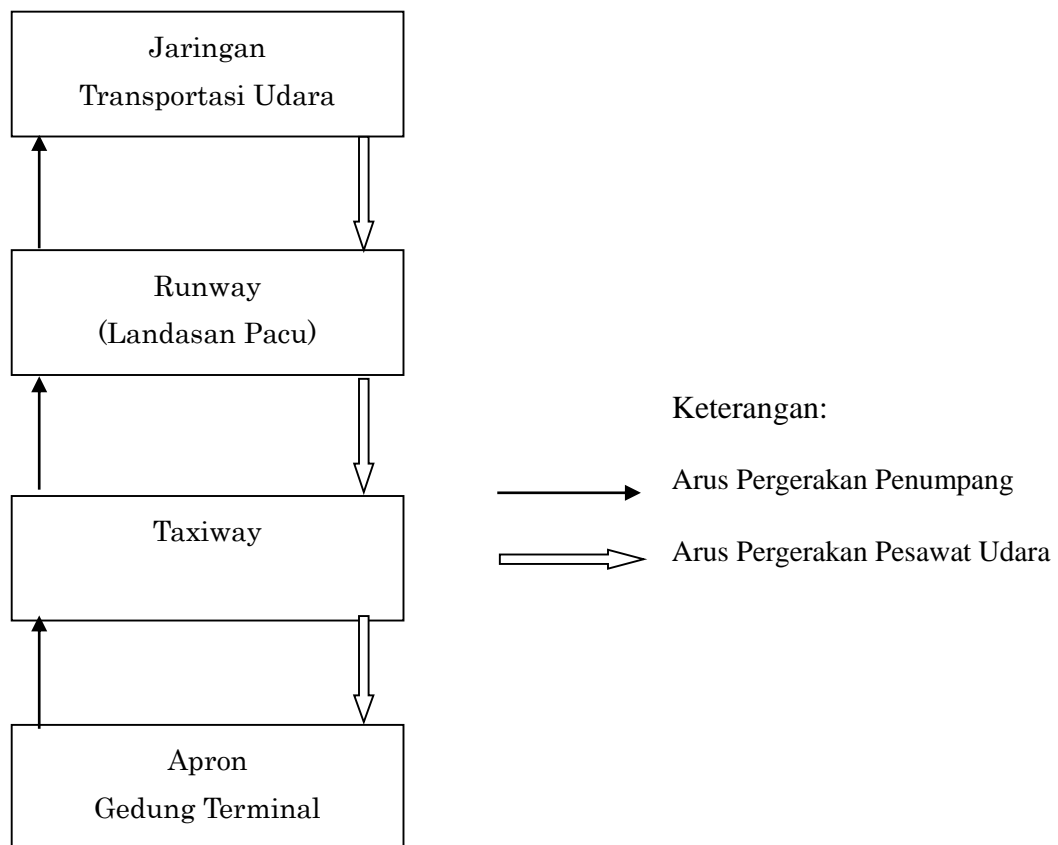 Jaringan
Transportasi Udara
Runway
(Landasan Pacu)
Taxiway
Apron
Gedung Terminal
Keterangan:
Arus Pergerakan Penumpang
Arus Pergerakan Pesawat Udara